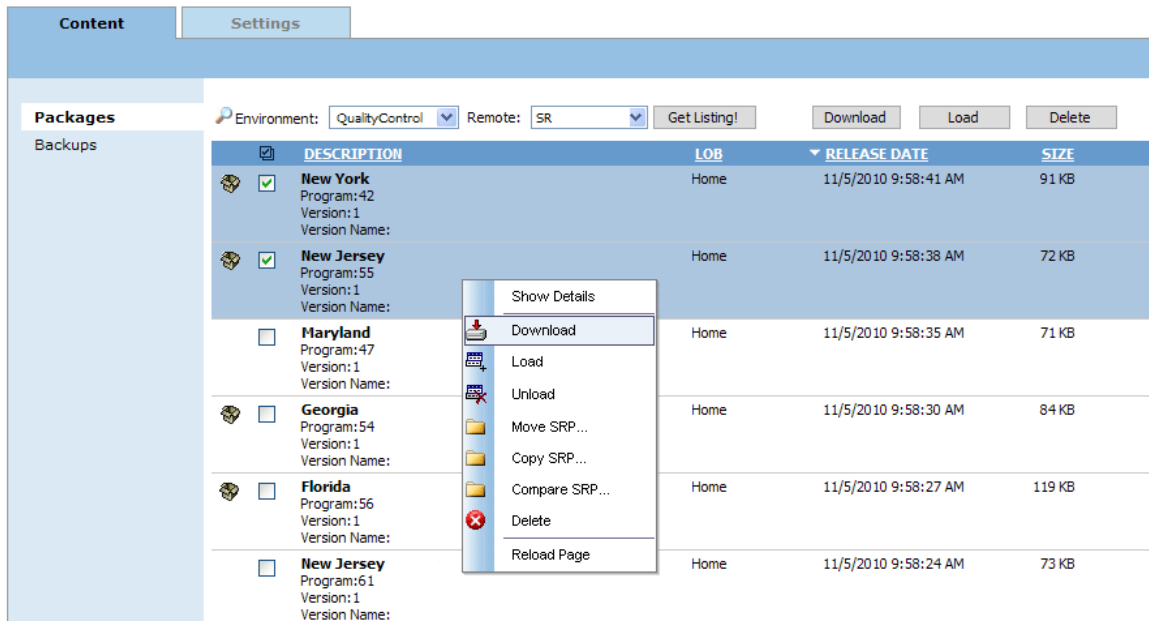 Content Settings
Packages
Backups
Environment: QualityControl Remote: SR Get Listing! Download Load Delete
DESCRIPTION LOB RELEASE DATE SIZE
New York Home 11/5/2010 9:58:41 AM 91 KB
Program:42
Version:1
Version Name:
New Jersey Home 11/5/2010 9:58:38 AM 72 KB
Program:55
Version:1
Version Name:
Maryland Home 11/5/2010 9:58:35 AM 71 KB
Program:47
Version:1
Version Name:
Georgia Home 11/5/2010 9:58:30 AM 84 KB
Program:54
Version:1
Version Name:
Florida Home 11/5/2010 9:58:27 AM 119 KB
Program:56
Version:1
Version Name:
New Jersey Home 11/5/2010 9:58:24 AM 73 KB
Program:61
Version:1
Version Name:
Show Details
Download
Load
Unload
Move SRP...
Copy SRP...
Compare SRP...
Delete
Reload Page